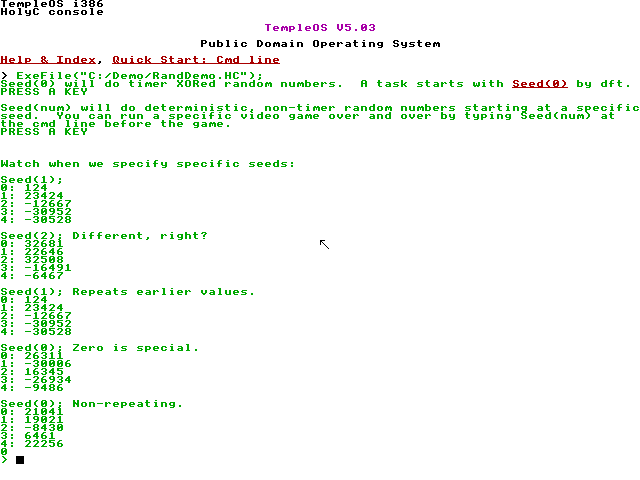 TempleOS i386
HolyC console
TempleOS V5.03
Public Domain Operating System
Help & Index, Quick Start: Cmd line
> ExeFile("C:/Demo/RandDemo.HC");
Seed(0) will do timer XORed random numbers.  A task starts with Seed(0) by dft.
PRESS A KEY
Seed(num) will do deterministic, non-timer random numbers starting at a specific
seed.  You can run a specific video game over and over by typing Seed(num) at
the cmd line before the game.
PRESS A KEY
Watch when we specify specific seeds:
Seed(1);
0: 124
1: 23424
2: -12667
3: -30952
4: -30528
Seed(2); Different, right?
0: 32681
1: 22646
2: 32508
3: -16491
4: -6467
Seed(1); Repeats earlier values.
0: 124
1: 23424
2: -12667
3: -30952
4: -30528
Seed(0); Zero is special.
0: 26311
1: -30006
2: 16345
3: -26934
4: -9486
Seed(0); Non-repeating.
0: 21041
1: 19021
2: -8430
3: 6461
4: 22256
0
>